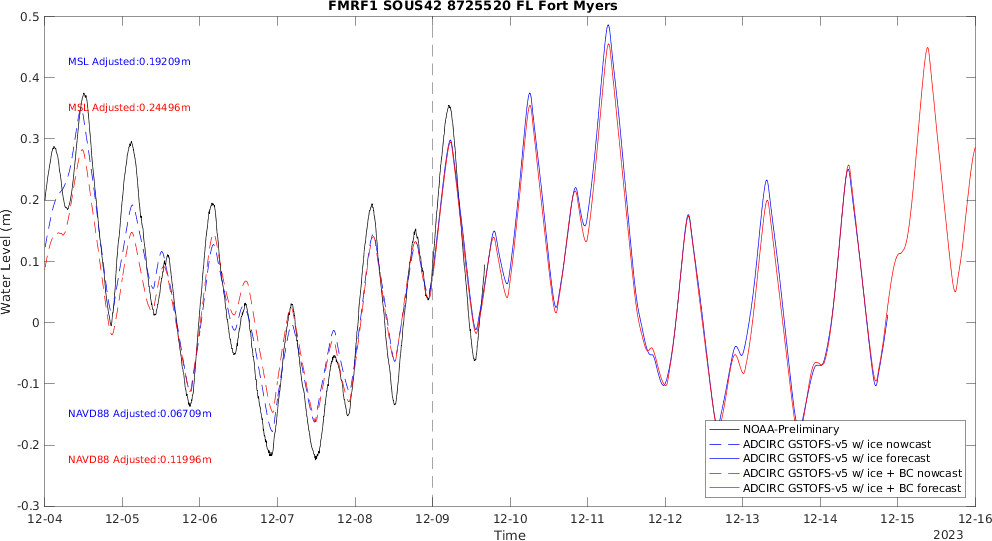 FMRF1 SOUS42 8725520 FL Fort Myers
0.5
MSL Adjusted:0.19209m
0.4
MSL Adjusted:0.24496m
0.3
0.2
0.1
Water Level (m)
0
-0.1
NAVD88 Adjusted:0.06709m
NOAA-Preliminary
ADCIRC GSTOFS-v5 w/ ice nowcast
-0.2
ADCIRC GSTOFS-v5 w/ ice forecast
NAVD88 Adjusted:0.11996m
ADCIRC GSTOFS-v5 w/ ice + BC nowcast
ADCIRC GSTOFS-v5 w/ ice + BC forecast
-0.3
12-04 12-05 12-06 12-07 12-08 12-09 12-10 12-11 12-12 12-13 12-14 12-15 12-16
Time
2023